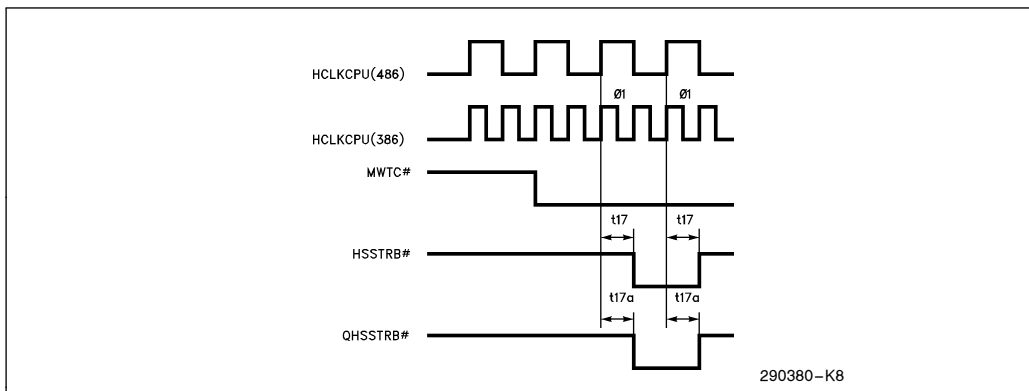 HCLKCPU(486)
Ø1 Ø1
HCLKCPU(386)
MWTC#
t17 t17
HSSTRB#
t17a t17a
QHSSTRB#
290380–K8